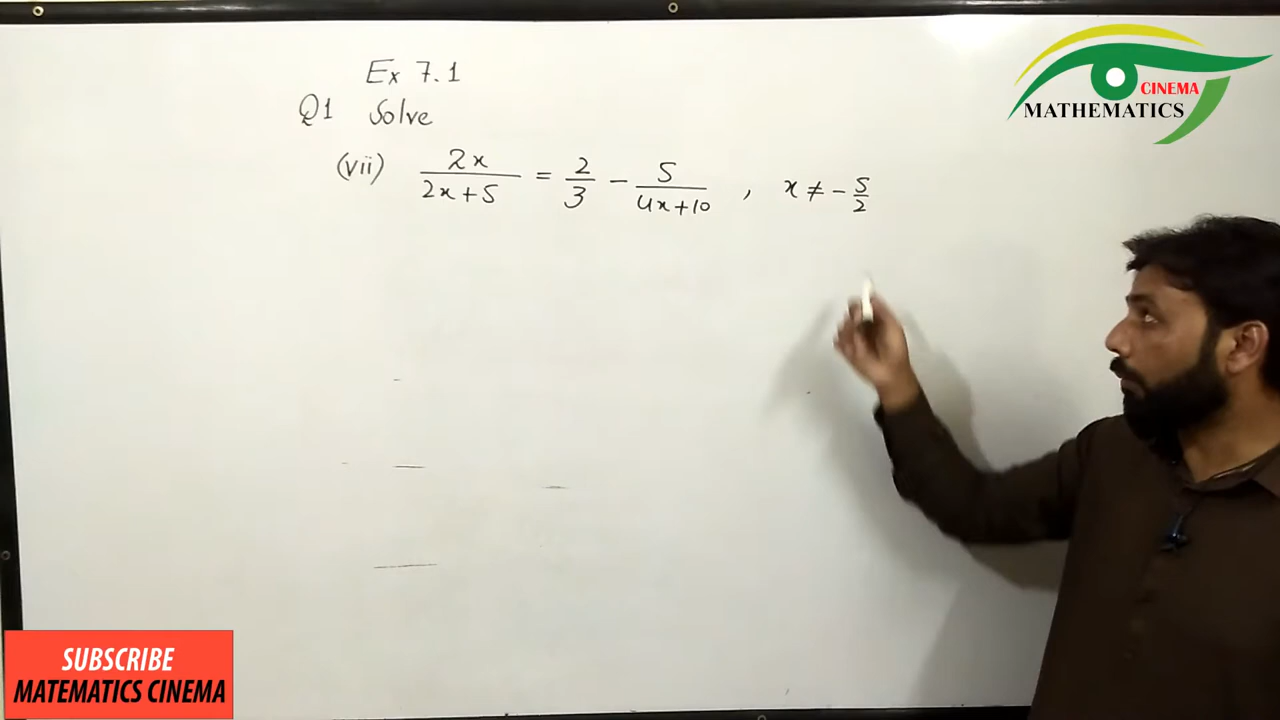 Ex 7.1
Q1 Solve
(vii) 2x/(2x+5) = 2/3 - 5/(4x+10) , x ≠ -5/2
CINEMA
MATHEMATICS
SUBSCRIBE
MATEMATICS CINEMA